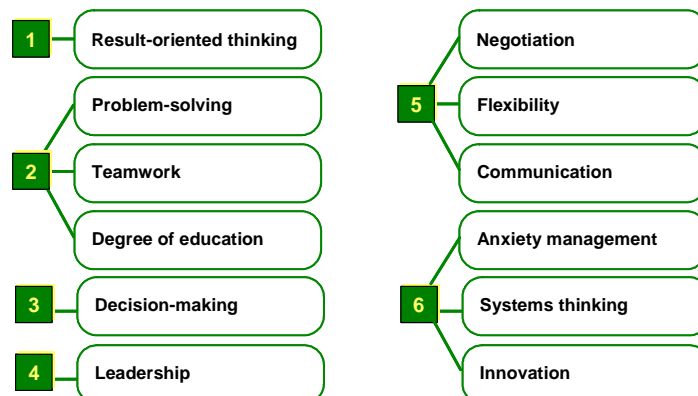 1
Result-oriented thinking
2
Problem-solving
Teamwork
Degree of education
3
Decision-making
4
Leadership
5
Negotiation
Flexibility
Communication
6
Anxiety management
Systems thinking
Innovation